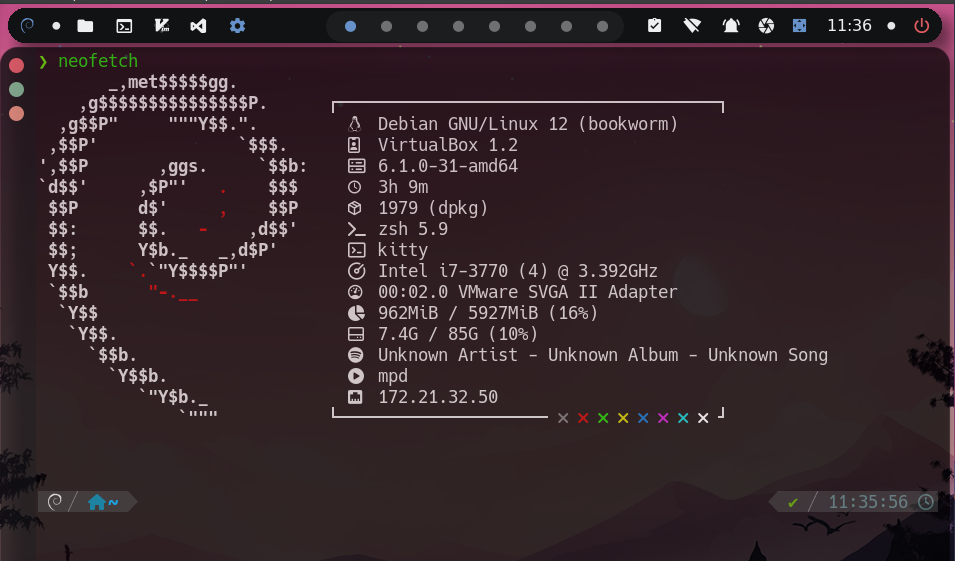 11:36
❯ neofetch
_,met$$$$$gg.
,g$$$$$$$$$$$$$$$P.
,g$$P"     """Y$$.".
,$$P'              `$$$.
',$$P       ,ggs.     `$$b:
`d$$'     ,$P"'   .    $$$
$$P      d$'     ,    $$P
$$:      $$.   -    ,d$$'
$$;      Y$b._   _,d$P'
Y$$.    `.`"Y$$$$P"'
`$$b      "-.__
`Y$$
`Y$$.
`$$b.
`Y$$b.
`"Y$b._
`"""
Debian GNU/Linux 12 (bookworm)
VirtualBox 1.2
6.1.0-31-amd64
3h 9m
1979 (dpkg)
zsh 5.9
kitty
Intel i7-3770 (4) @ 3.392GHz
00:02.0 VMware SVGA II Adapter
962MiB / 5927MiB (16%)
7.4G / 85G (10%)
Unknown Artist - Unknown Album - Unknown Song
mpd
172.21.32.50
~
✔ 11:35:56